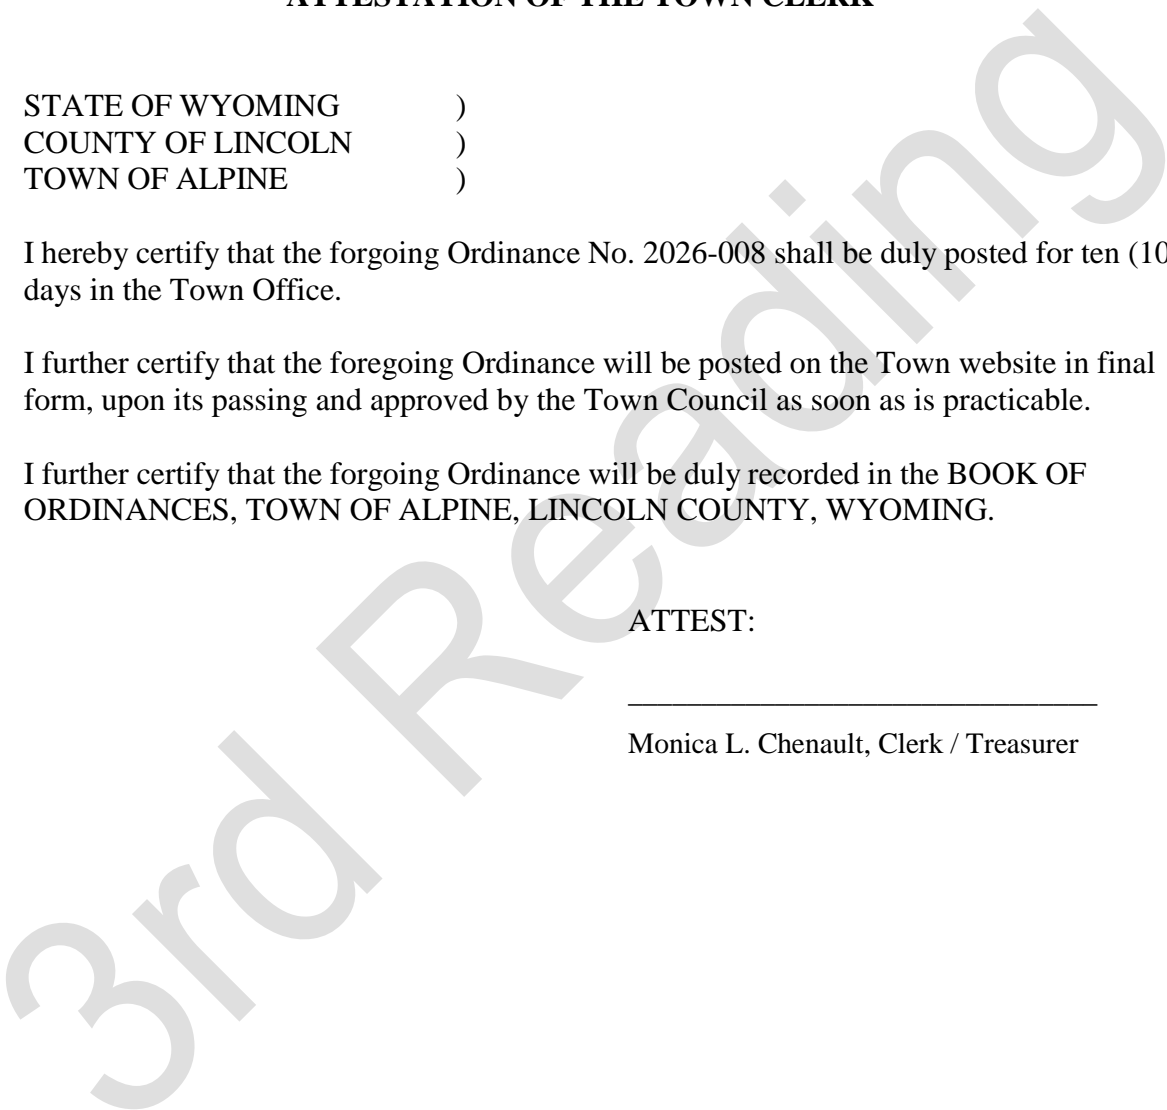 ATTESTATION OF THE TOWN CLERK
STATE OF WYOMING )
COUNTY OF LINCOLN )
TOWN OF ALPINE )
I hereby certify that the forgoing Ordinance No. 2026-008 shall be duly posted for ten (10
days in the Town Office.
I further certify that the foregoing Ordinance will be posted on the Town website in final
form, upon its passing and approved by the Town Council as soon as is practicable.
I further certify that the forgoing Ordinance will be duly recorded in the BOOK OF
ORDINANCES, TOWN OF ALPINE, LINCOLN COUNTY, WYOMING.
ATTEST:
Monica L. Chenault, Clerk / Treasurer
3rd Reading